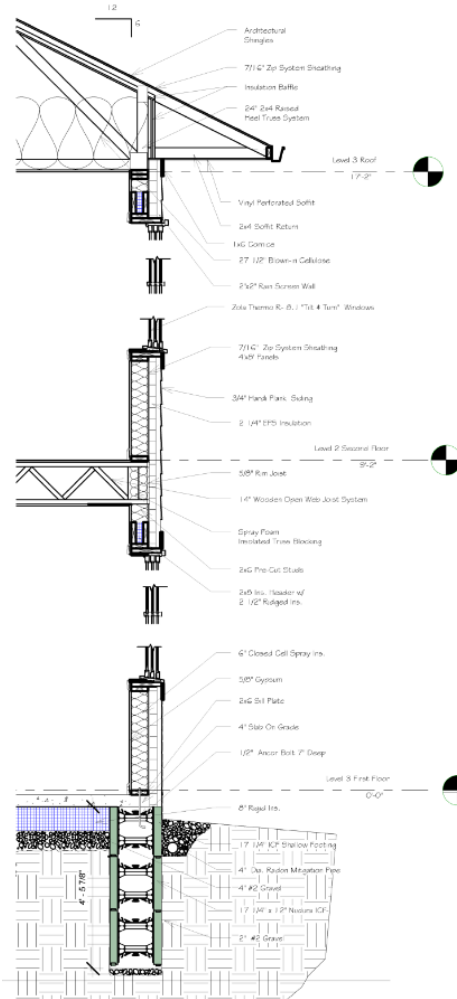 12
6
Architectural
Shingles
7/16" Zip System Sheathing
Insulation Baffle
24" 2x4 Raised
Heel Truss System
Level 3 Roof
17'-2"
Vinyl Perforated Soffit
2x4 Soffit Return
1x6 Cornice
27 1/2" Blown-in Cellulose
2"x2" Rain Screen Wall
Zola Thermo R- 8.1 "Tilt & Turn" Windows
7/16" Zip System Sheathing
4x8' Panels
3/4" Hardi Plank Siding
2 1/4" EPS Insulation
Level 2 Second floor
9'-2"
5/8" Rim Joist
14" Wooden Open Web Joist System
Spray Foam
Insulated Truss Blocking
2x6 Pre-Cut Studs
2x8 Ins. Header w/
2 1/2" Ridged Ins.
6" Closed Cell Spray Ins.
5/8" Gypsum
2x6 Sill Plate
4" Slab On Grade
1/2" Ancor Bolt 7" Deep
Level 3 First Floor
0'-0"
8" Rigid Ins.
17 1/4" ICF Shallow Footing
4" Dia. Radon Mitigation Pipe
4" #2 Gravel
4' - 5 7/8"
17 1/4" x 12" Nudura ICF
2" #2 Gravel